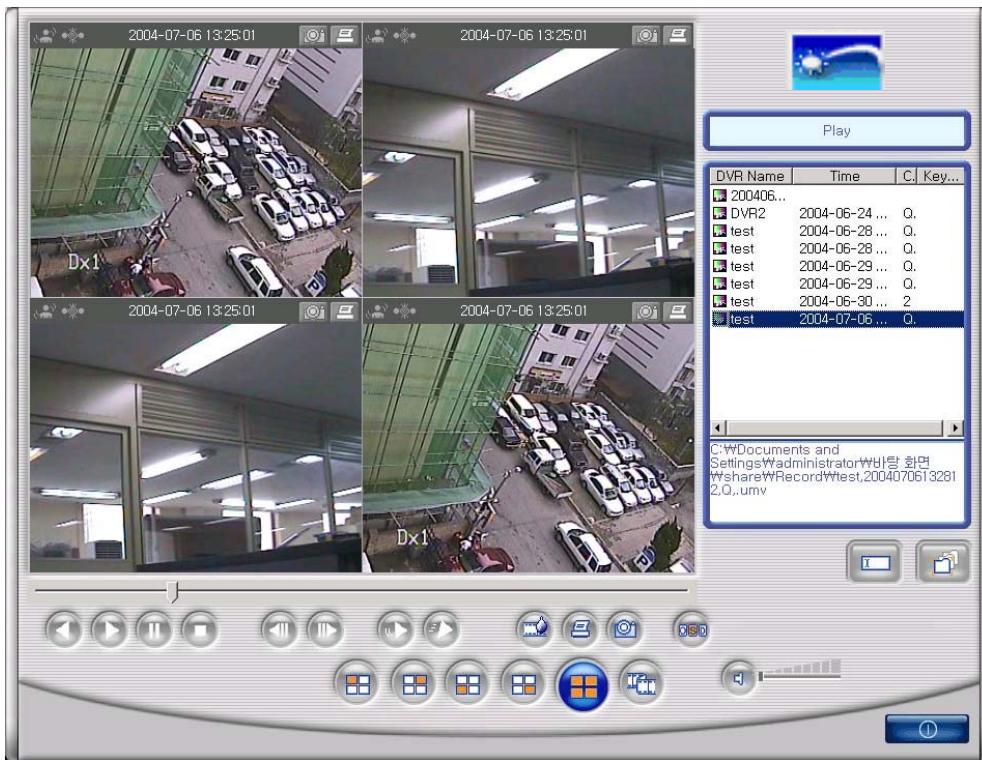 2004-07-06 13:25:01
2004-07-06 13:25:01
Dx1
2004-07-06 13:25:01
2004-07-06 13:25:01
Dx1
Play
DVR Name Time C. Key...
200406...
DVR2 2004-06-24 ... Q.
test 2004-06-28 ... Q.
test 2004-06-28 ... Q.
test 2004-06-29 ... Q.
test 2004-06-29 ... Q.
test 2004-06-30 ... 2
test 2004-07-06 ... Q.
C:₩Documents and
Settings₩administrator₩바탕 화면
₩share₩Record₩test,2004070613281
2,Q,.umv